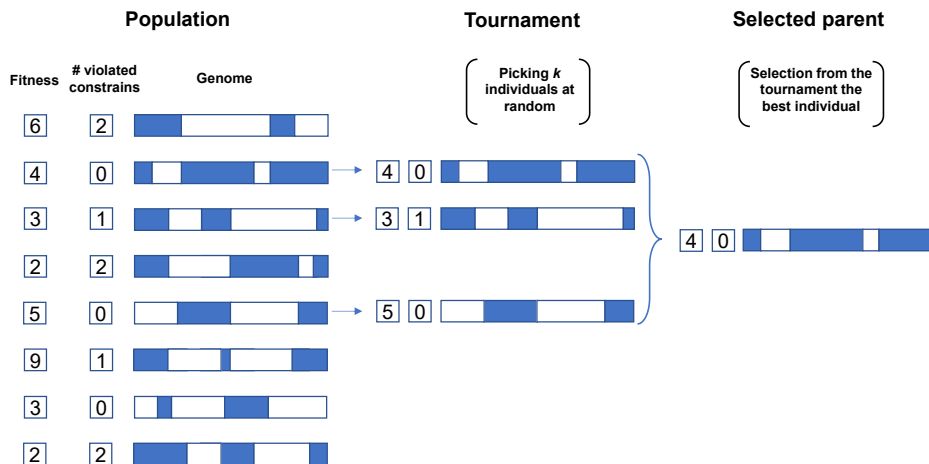 Population
Tournament
Selected parent
Picking k
individuals at
random
Selection from the
tournament the
best individual
Fitness
# violated
constrains
Genome
6 2
4 0
4 0
3 1
3 1
4 0
2 2
5 0
5 0
9 1
3 0
2 2